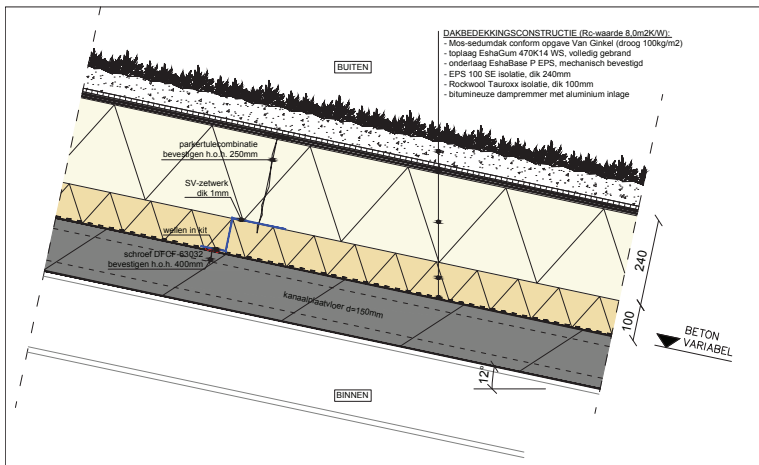 DAKBEDEKKINGSCONSTRUCTIE (Rc-waarde 8,0m2K/W):
- Mos-sedumdak conform opgave Van Ginkel (droog 100kg/m2)
- toplaag EshaGum 470K14 WS, volledig gebrand
- onderlaag EshaBase P EPS, mechanisch bevestigd
- EPS 100 SE isolatie, dik 240mm
- Rockwool Tauroxx isolatie, dik 100mm
- bitumineuze dampremmer met aluminium inlage
BUITEN
parkertulecombinatie
bevestigen h.o.h. 250mm
SV-zetwerk
dik 1mm
wellen in kit
schroef DFCF-63032
bevestigen h.o.h. 400mm
kanaalplaatvloer d=150mm
240
100
BETON
VARIABEL
12°
BINNEN